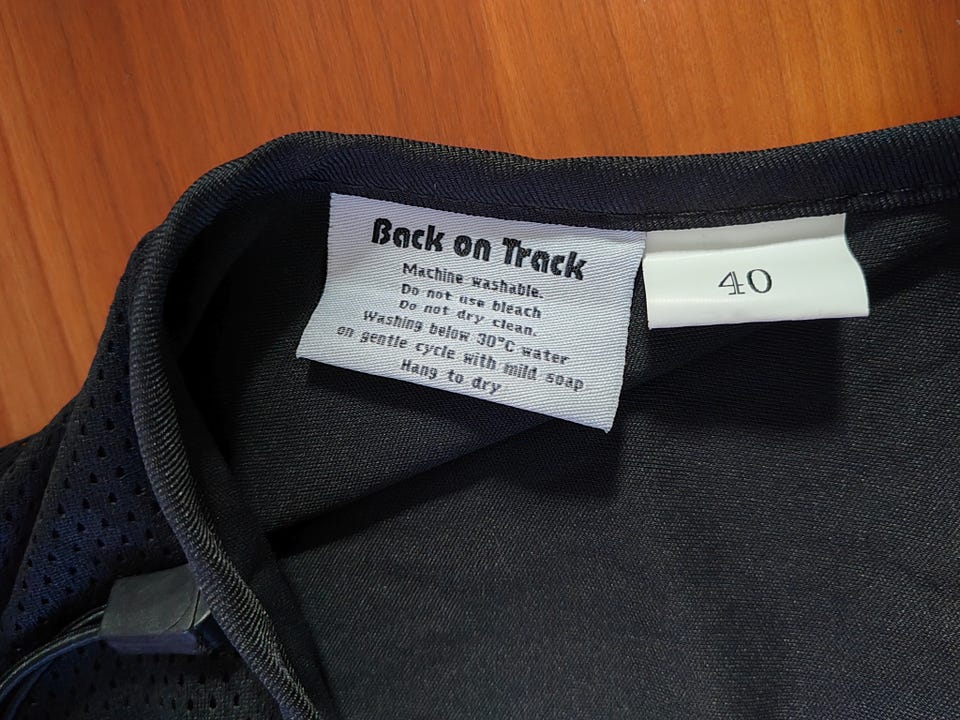 Back on Track
Machine washable.
Do not use bleach
Do not dry clean.
Washing below 30°C water
on gentle cycle with mild soap
Hang to dry
40